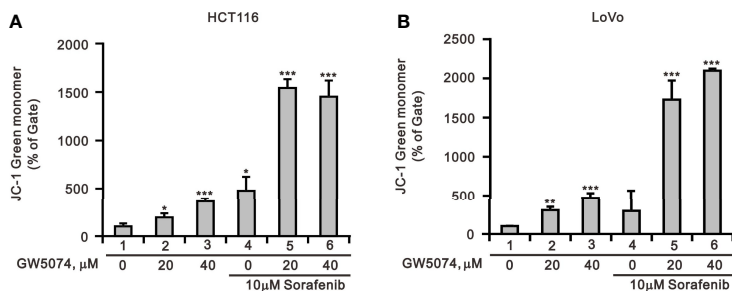 A
HCT116
JC-1 Green monomer
(% of Gate)
2000
1500
1000
500
0
*
***
*
***
***
1 2 3 4 5 6
GW5074, μM 0 20 40 0 20 40
10μM Sorafenib
B
LoVo
JC-1 Green monomer
(% of Gate)
2500
2000
1500
1000
500
0
**
***
***
***
1 2 3 4 5 6
GW5074, μM 0 20 40 0 20 40
10μM Sorafenib